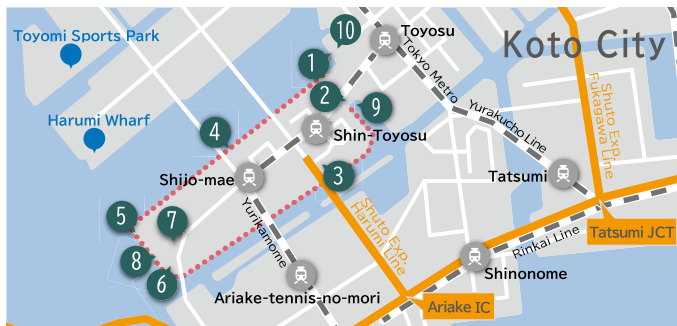 Toyomi Sports Park
10
Toyosu
Koto City
1
2
9
Tokyo Metro
Yurakucho Line
Shuto Exp.
Fukagawa Line
Harumi Wharf
4
Shin-Toyosu
Shijo-mae
3
Tatsumi
5
7
Yurikamome
Shuto Exp.
Harumi Line
Tatsumi JCT
Rinkai Line
8
6
Shinonome
Ariake-tennis-no-mori
Ariake IC